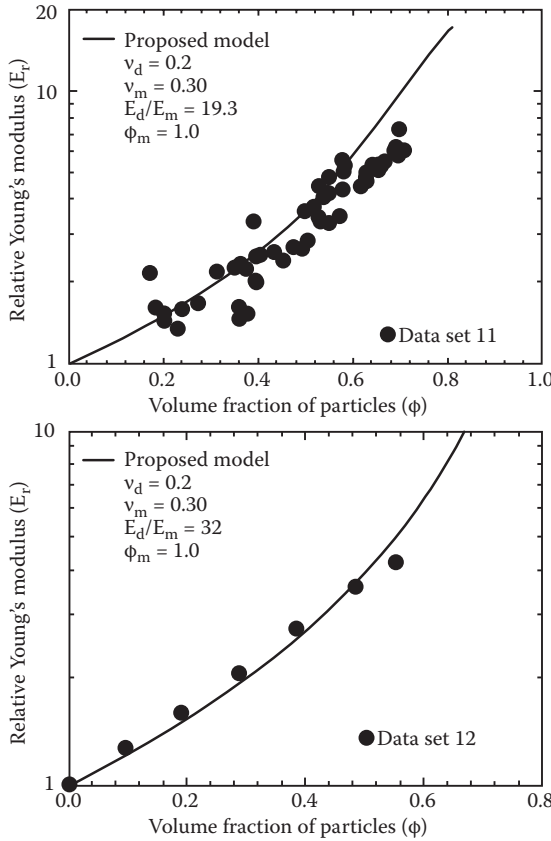 20
Proposed model
ν_d = 0.2
ν_m = 0.30
E_d/E_m = 19.3
ϕ_m = 1.0
10
Relative Young's modulus (E_r)
Data set 11
1
0.0 0.2 0.4 0.6 0.8 1.0
Volume fraction of particles (ϕ)
10
Proposed model
ν_d = 0.2
ν_m = 0.30
E_d/E_m = 32
ϕ_m = 1.0
Relative Young's modulus (E_r)
Data set 12
1
0.0 0.2 0.4 0.6 0.8
Volume fraction of particles (ϕ)